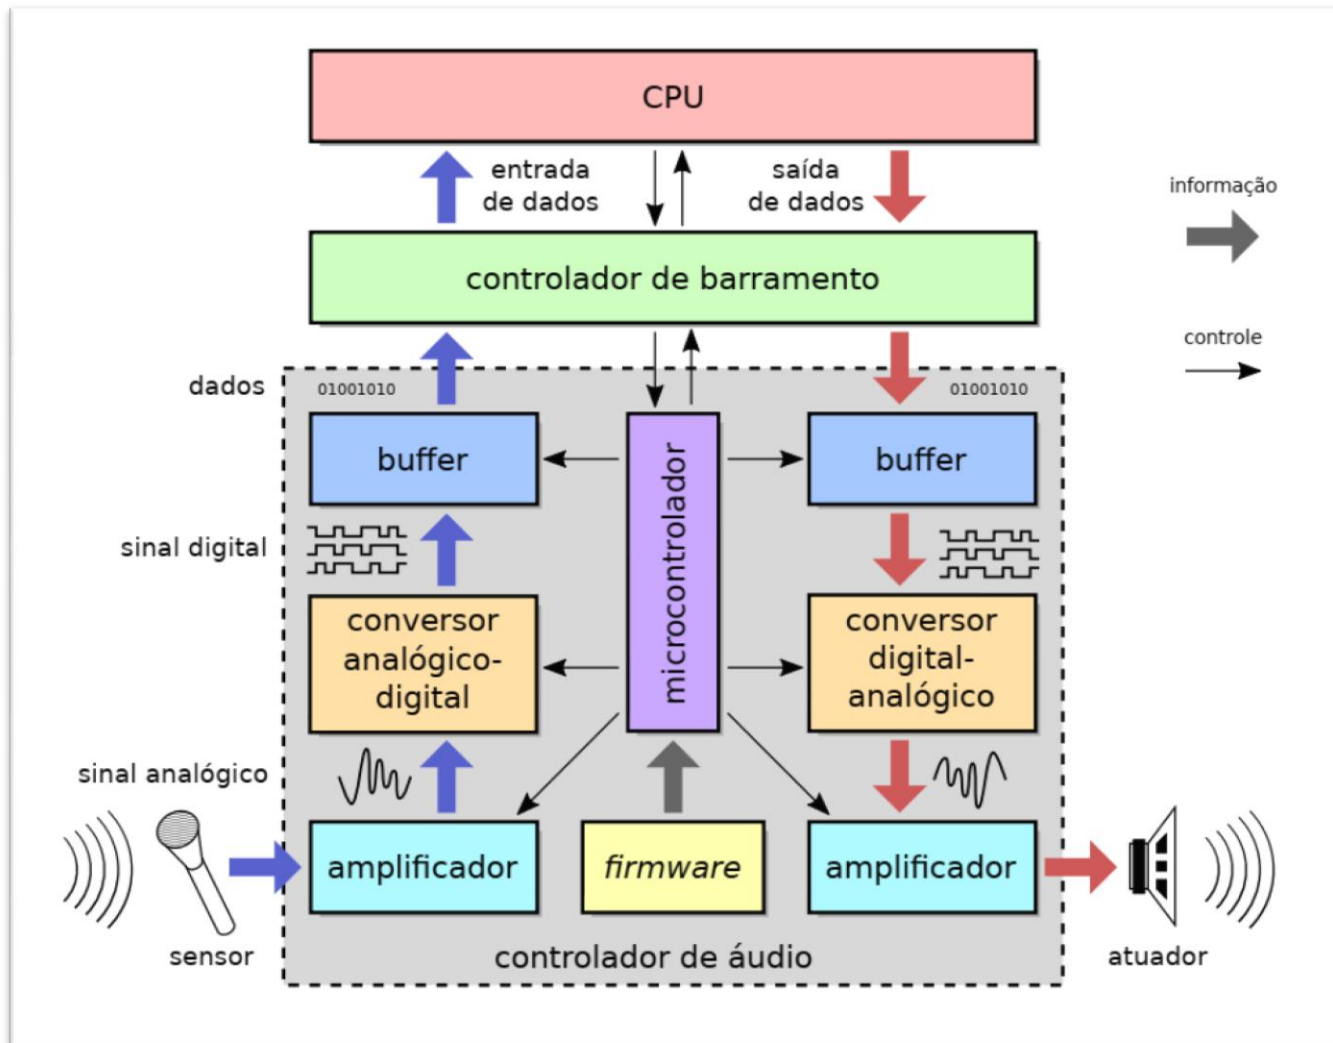 CPU
entrada
de dados
saída
de dados
informação
controlador de barramento
controle
dados
01001010
01001010
buffer
microcontrolador
buffer
sinal digital
conversor
analógico-
digital
conversor
digital-
analógico
sinal analógico
amplificador
firmware
amplificador
sensor
controlador de áudio
atuador